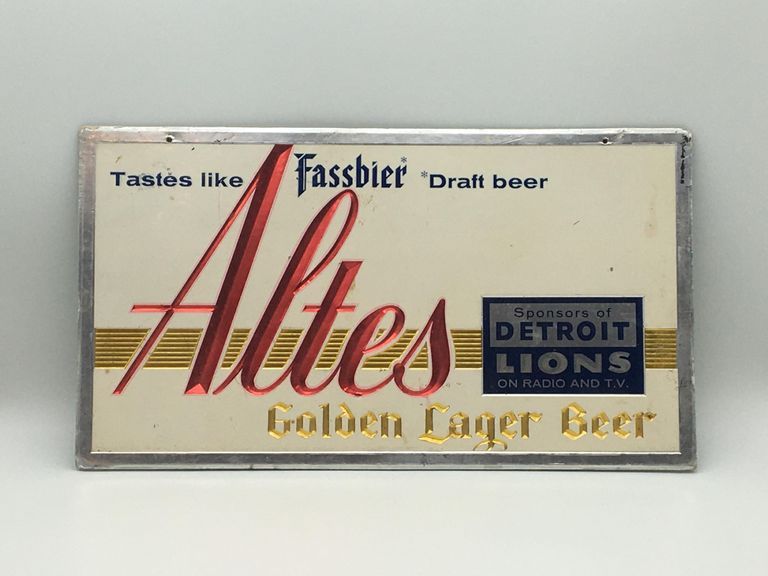 Tastes like Fassbier* *Draft beer
Altes
Sponsors of
DETROIT
LIONS
ON RADIO AND T.V.
Golden Lager Beer